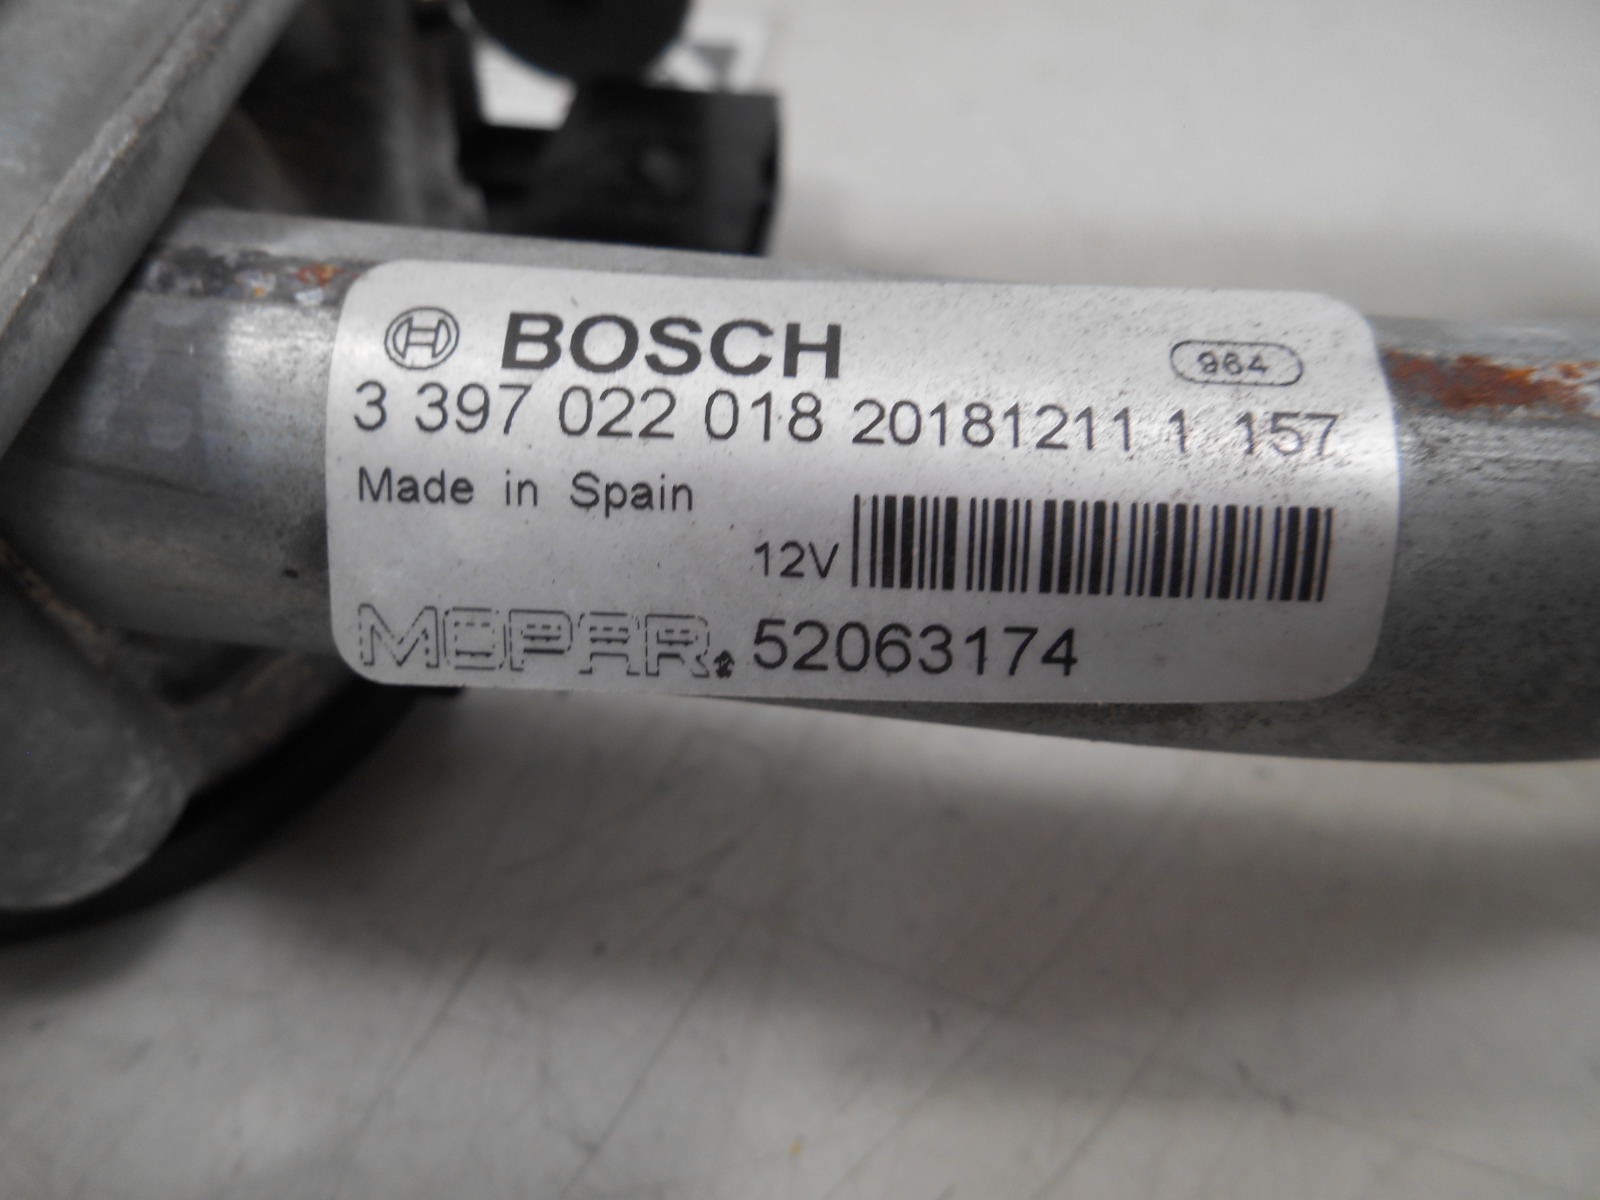 BOSCH 964
3 397 022 018 20181211 1 157
Made in Spain
12V
MOPAR. 52063174